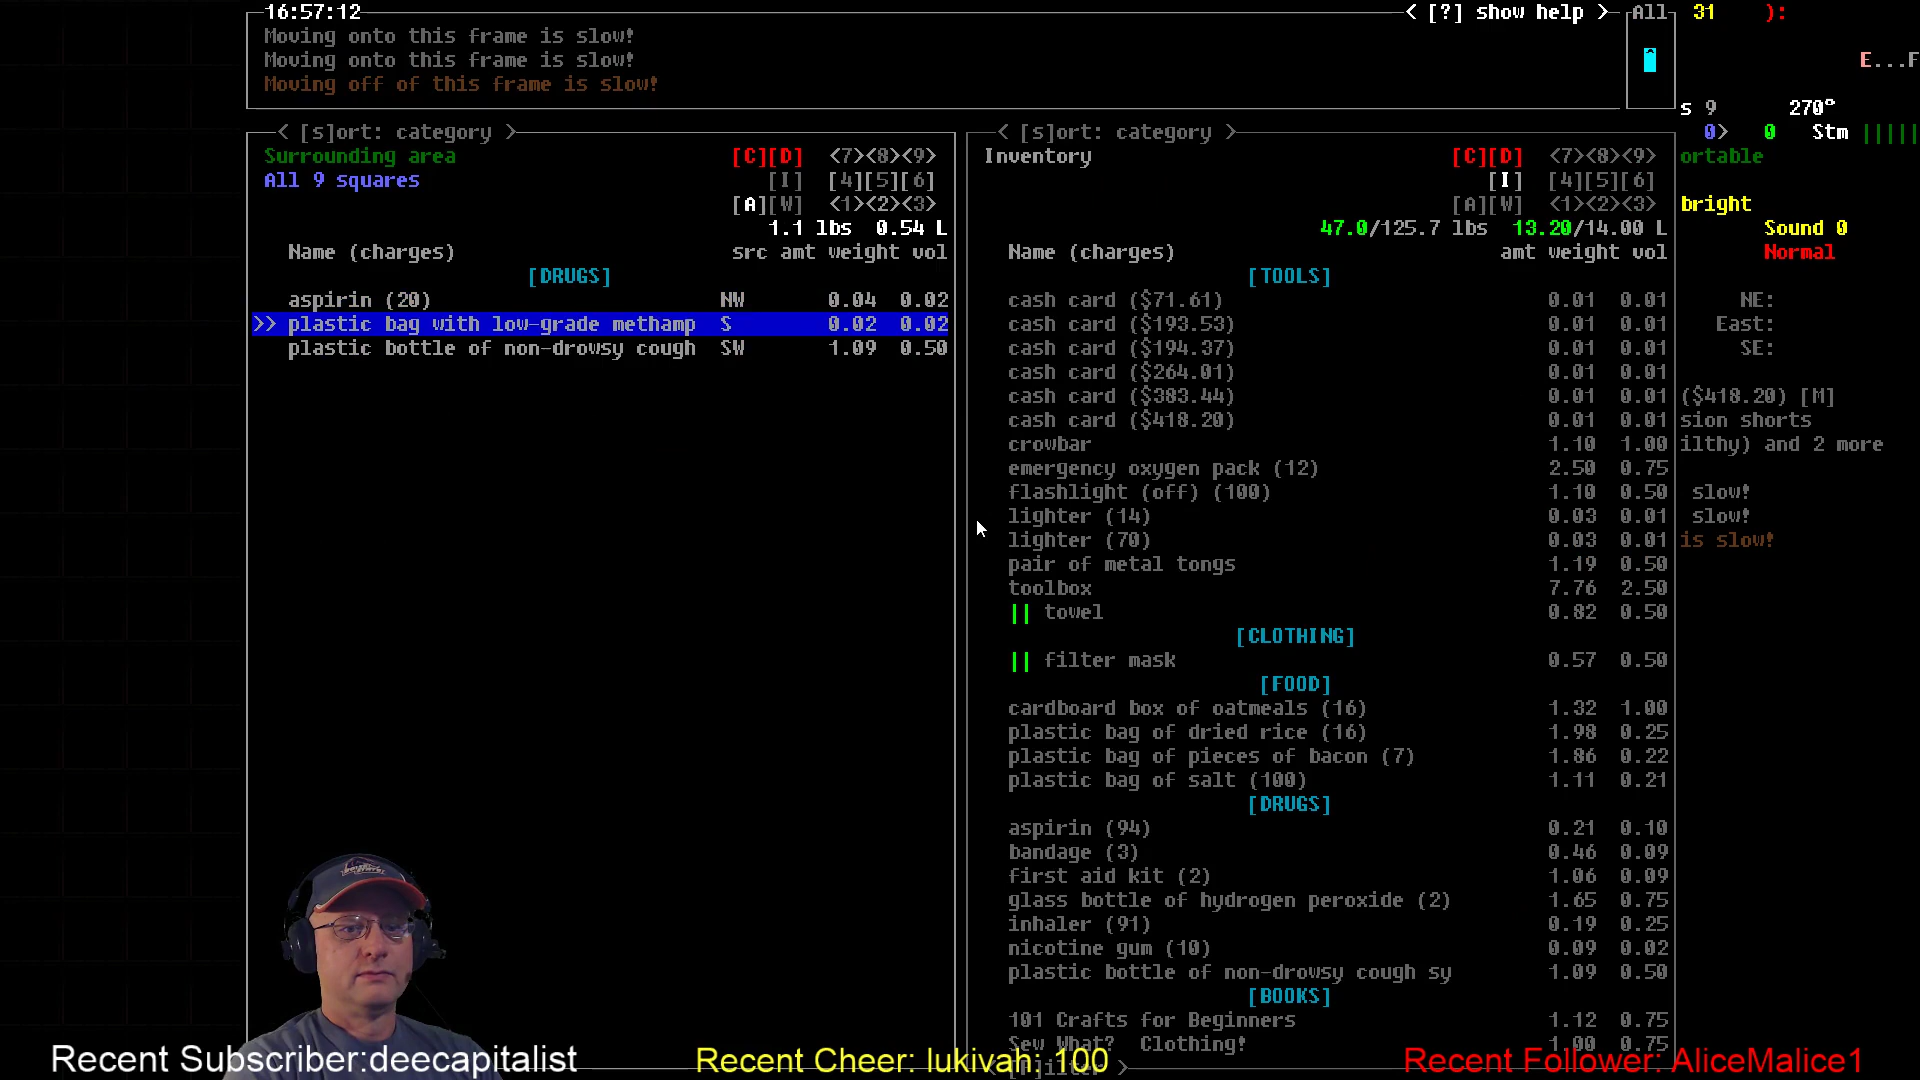 16:57:12
< [?] show help >
Moving onto this frame is slow!
Moving onto this frame is slow!
Moving off of this frame is slow!
All
31 ):
E...F
s 9 270°
0> 0 Stm |||||
ortable
bright
Sound 0
Normal
NE:
East:
SE:
($418.20) [M]
sion shorts
ilthy) and 2 more
slow!
slow!
is slow!
< [s]ort: category >
Surrounding area [C][D] <7><8><9>
All 9 squares [I] [4][5][6]
[A][W] <1><2><3>
1.1 lbs 0.54 L
Name (charges) src amt weight vol
[DRUGS]
aspirin (20) NW 0.04 0.02
>> plastic bag with low-grade methamp S 0.02 0.02
plastic bottle of non-drowsy cough SW 1.09 0.50
< [s]ort: category >
Inventory [C][D] <7><8><9>
[I] [4][5][6]
[A][W] <1><2><3>
47.0/125.7 lbs 13.20/14.00 L
Name (charges) amt weight vol
[TOOLS]
cash card ($71.61) 0.01 0.01
cash card ($193.53) 0.01 0.01
cash card ($194.37) 0.01 0.01
cash card ($264.01) 0.01 0.01
cash card ($383.44) 0.01 0.01
cash card ($418.20) 0.01 0.01
crowbar 1.10 1.00
emergency oxygen pack (12) 2.50 0.75
flashlight (off) (100) 1.10 0.50
lighter (14) 0.03 0.01
lighter (70) 0.03 0.01
pair of metal tongs 1.19 0.50
toolbox 7.76 2.50
|| towel 0.82 0.50
[CLOTHING]
|| filter mask 0.57 0.50
[FOOD]
cardboard box of oatmeals (16) 1.32 1.00
plastic bag of dried rice (16) 1.98 0.25
plastic bag of pieces of bacon (7) 1.86 0.22
plastic bag of salt (100) 1.11 0.21
[DRUGS]
aspirin (94) 0.21 0.10
bandage (3) 0.46 0.09
first aid kit (2) 1.06 0.09
glass bottle of hydrogen peroxide (2) 1.65 0.75
inhaler (91) 0.19 0.25
nicotine gum (10) 0.09 0.02
plastic bottle of non-drowsy cough sy 1.09 0.50
[BOOKS]
101 Crafts for Beginners 1.12 0.75
Sew What? Clothing! 1.00 0.75
Recent Subscriber:deecapitalist
Recent Cheer: lukivah: 100
Recent Follower: AliceMalice1